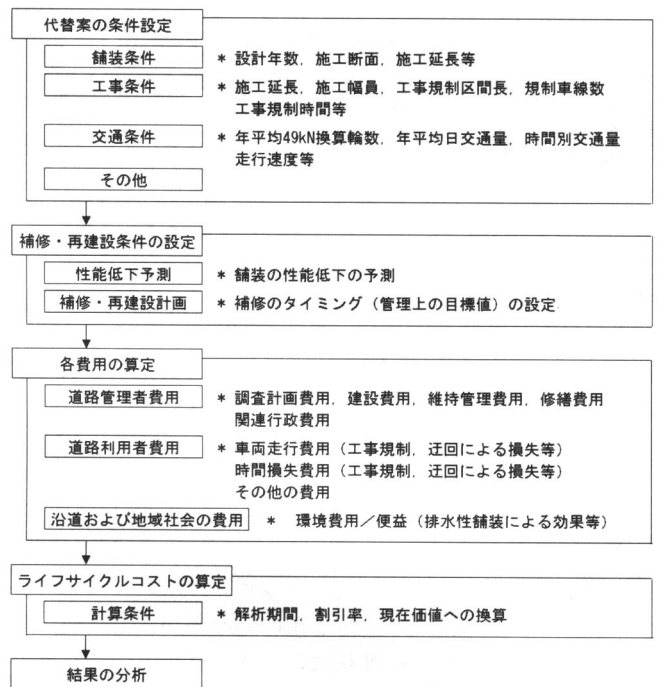 代替案の条件設定
舗装条件 * 設計年数，施工断面，施工延長等
工事条件 * 施工延長，施工幅員，工事規制区間長，規制車線数
工事規制時間等
交通条件 * 年平均49kN換算輪数，年平均日交通量，時間別交通量
走行速度等
その他
補修・再建設条件の設定
性能低下予測 * 舗装の性能低下の予測
補修・再建設計画 * 補修のタイミング（管理上の目標値）の設定
各費用の算定
道路管理者費用 * 調査計画費用，建設費用，維持管理費用，修繕費用
関連行政費用
道路利用者費用 * 車両走行費用（工事規制，迂回による損失等）
時間損失費用（工事規制，迂回による損失等）
その他の費用
沿道および地域社会の費用 * 環境費用／便益（排水性舗装による効果等）
ライフサイクルコストの算定
計算条件 * 解析期間，割引率，現在価値への換算
結果の分析